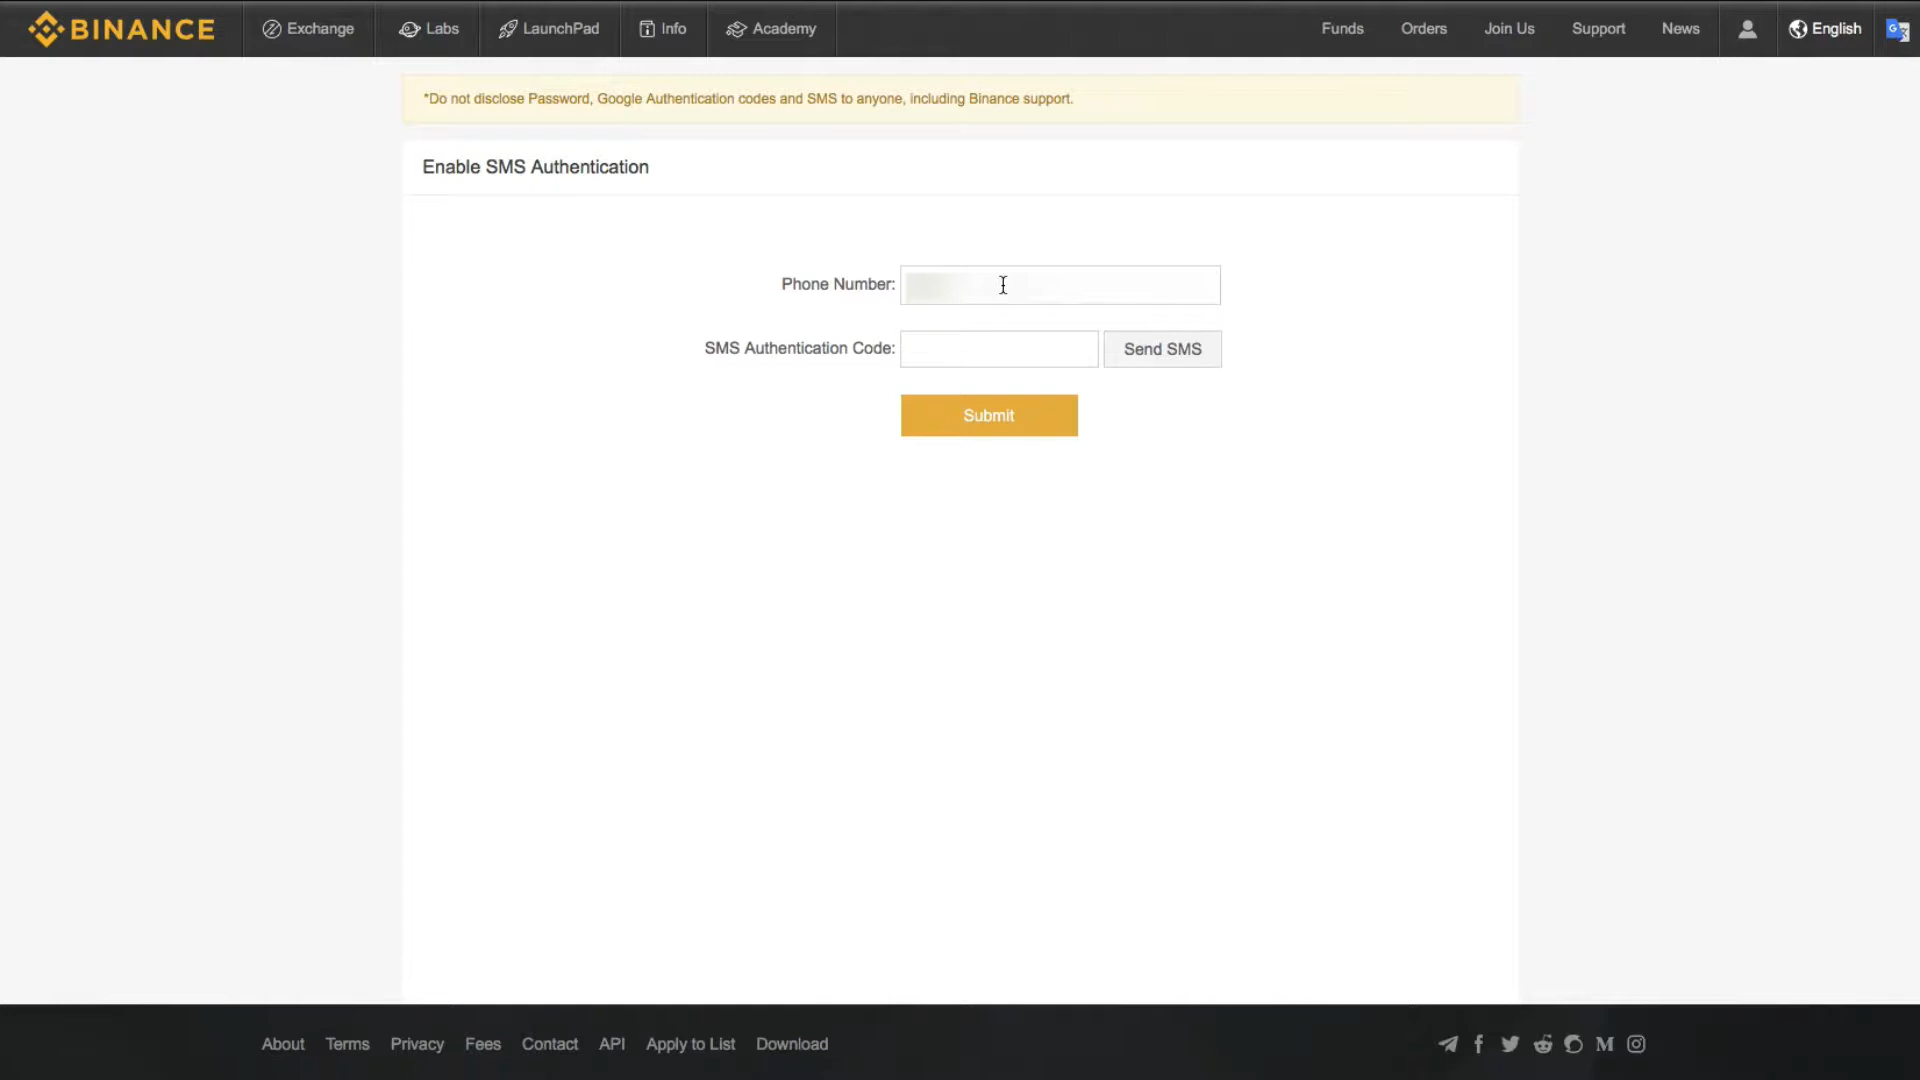 BINANCE Exchange Labs LaunchPad Info Academy Funds Orders Join Us Support News English
*Do not disclose Password, Google Authentication codes and SMS to anyone, including Binance support.
Enable SMS Authentication
Phone Number:
SMS Authentication Code: Send SMS
Submit
About Terms Privacy Fees Contact API Apply to List Download